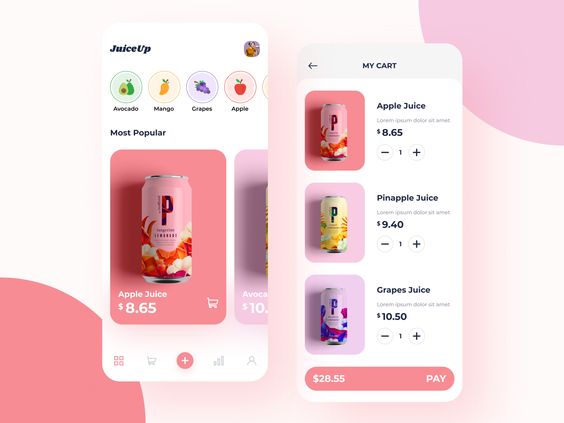 JuiceUp
Avocado
Mango
Grapes
Apple
Most Popular
P
tangerine
LEMONADE
Apple Juice
$ 8.65
Avoca
$ 10
MY CART
P
Apple Juice
Lorem ipsum dolor sit amet
$ 8.65
1
P
Pinapple Juice
Lorem ipsum dolor sit amet
$ 9.40
1
P
Grapes Juice
Lorem ipsum dolor sit amet
$ 10.50
1
$28.55 PAY